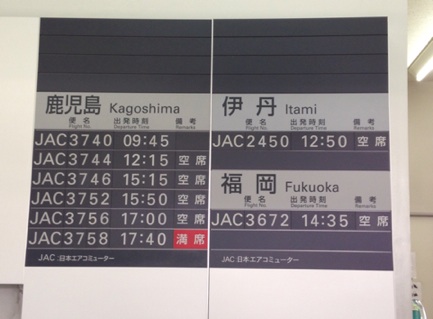 鹿児島 Kagoshima
便名 出発時刻 備考
Flight No. Departure Time Remarks
JAC3740 09:45
JAC3744 12:15 空席
JAC3746 15:15 空席
JAC3752 15:50 空席
JAC3756 17:00 空席
JAC3758 17:40 満席
JAC:日本エアコミューター
伊丹 Itami
便名 出発時刻 備考
Flight No. Departure Time Remarks
JAC2450 12:50 空席
福岡 Fukuoka
便名 出発時刻 備考
Flight No. Departure Time Remarks
JAC3672 14:35 空席
JAC:日本エアコミューター